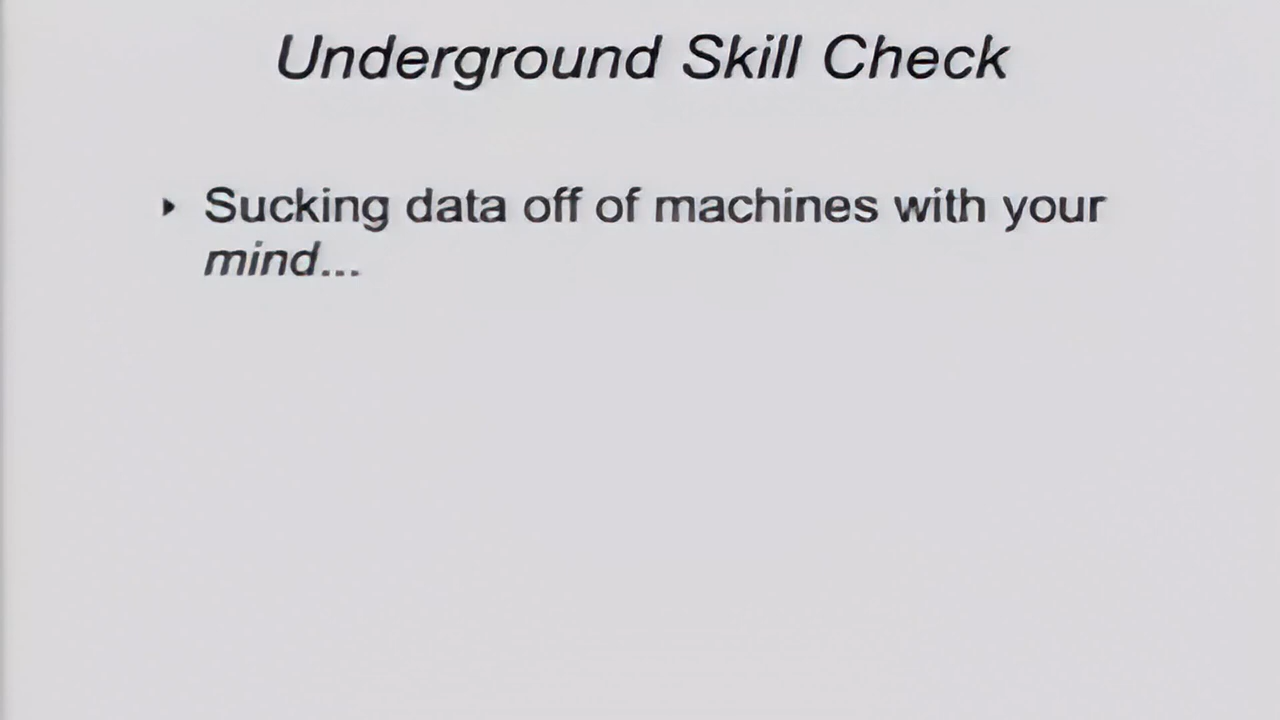 Underground Skill Check
‣ Sucking data off of machines with your
mind...